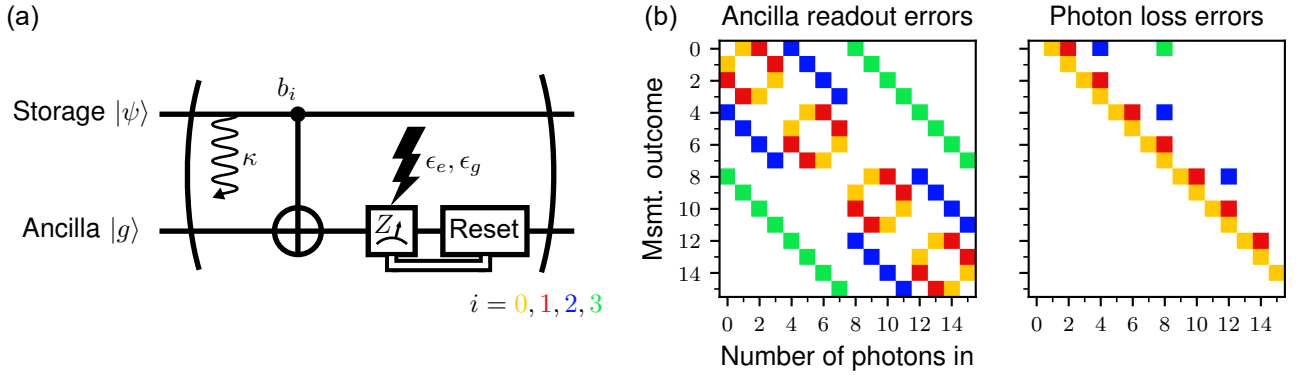 (a)
Storage |ψ⟩
b_i
κ
ϵ_e, ϵ_g
Ancilla |g⟩
Z
Reset
i = 0, 1, 2, 3
(b)
Ancilla readout errors
Photon loss errors
Msmt. outcome
0
2
4
6
8
10
12
14
0 2 4 6 8 10 12 14
0 2 4 6 8 10 12 14
Number of photons in